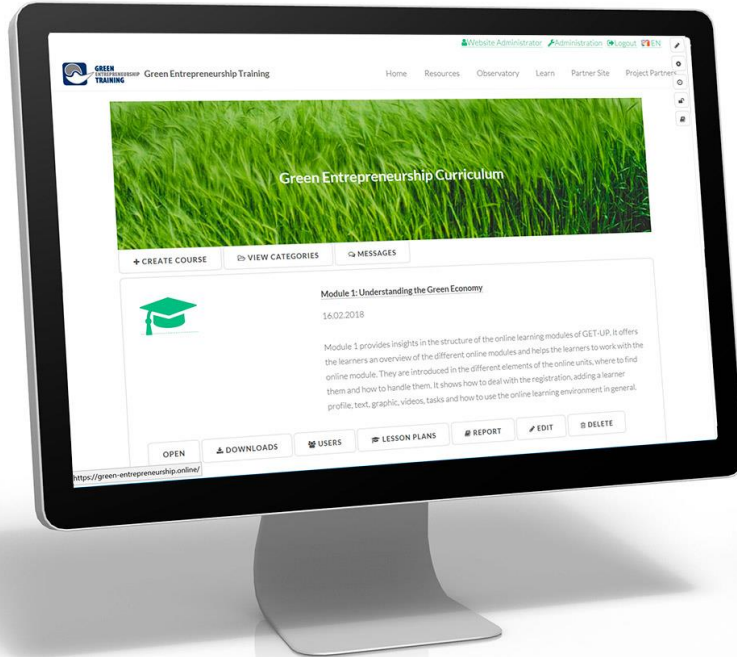 Website Administrator Administration Logout EN
GREEN
ENTREPRENEURSHIP
TRAINING
Green Entrepreneurship Training
Home Resources Observatory Learn Partner Site Project Partners
Green Entrepreneurship Curriculum
+ CREATE COURSE VIEW CATEGORIES MESSAGES
Module 1: Understanding the Green Economy
16.02.2018
Module 1 provides insights in the structure of the online learning modules of GET-UP. It offers
the learners an overview of the different online modules and helps the learners to work with the
online module. They are introduced in the different elements of the online units, where to find
them and how to handle them. It shows how to deal with the registration, adding a learner
profile, text, graphic, videos, tasks and how to use the online learning environment in general.
OPEN DOWNLOADS USERS LESSON PLANS REPORT EDIT DELETE
https://green-entrepreneurship.online/